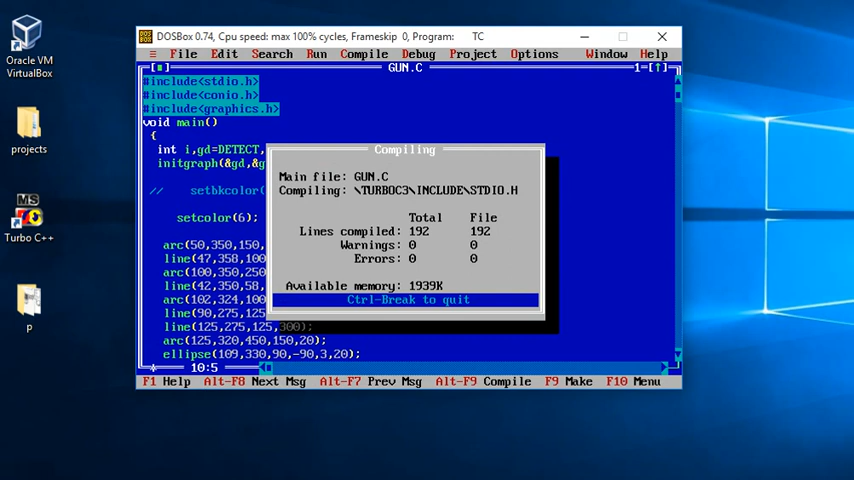 Oracle VM
VirtualBox
projects
MS
Turbo C++
p
DOS
BOX
DOSBox 0.74, Cpu speed: max 100% cycles, Frameskip 0, Program: TC
≡ File Edit Search Run Compile Debug Project Options Window Help
[■] GUN.C 1=[↑]
#include<stdio.h>
#include<conio.h>
#include<graphics.h>
void main()
{
int i,gd=DETECT,
initgraph(&gd,&g
// setbkcolor(
setcolor(6);
arc(50,350,150,
line(47,358,100
arc(100,350,250
line(42,350,58,
arc(102,324,100
line(90,275,125
line(125,275,125,300);
arc(125,320,450,150,20);
ellipse(109,330,90,-90,3,20);
Compiling
Main file: GUN.C
Compiling: \TURBOC3\INCLUDE\STDIO.H
Total File
Lines compiled: 192 192
Warnings: 0 0
Errors: 0 0
Available memory: 1939K
Ctrl-Break to quit
10:5
F1 Help Alt-F8 Next Msg Alt-F7 Prev Msg Alt-F9 Compile F9 Make F10 Menu